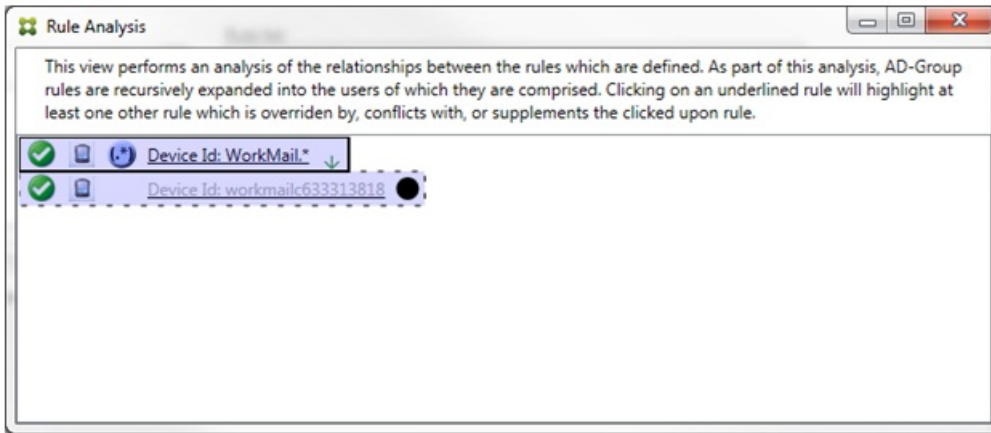 Rule Analysis
This view performs an analysis of the relationships between the rules which are defined. As part of this analysis, AD-Group
rules are recursively expanded into the users of which they are comprised. Clicking on an underlined rule will highlight at
least one other rule which is overriden by, conflicts with, or supplements the clicked upon rule.
(.*) Device Id: WorkMail.*
Device Id: workmailc633313818